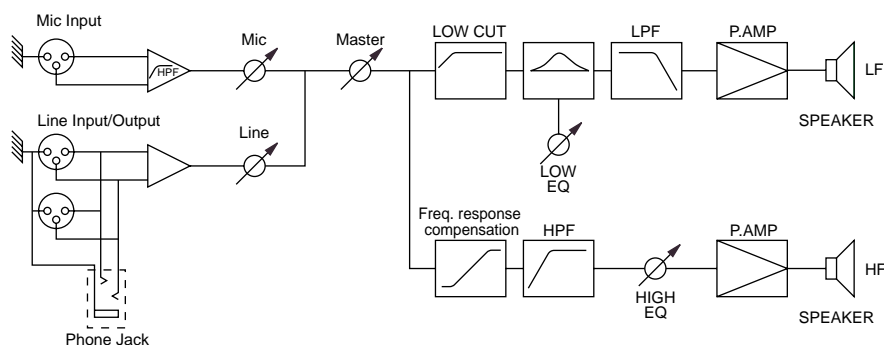 Mic Input
HPF
Mic
Master
LOW CUT
LPF
P.AMP
LF
SPEAKER
LOW
EQ
Line Input/Output
Line
Freq. response
compensation
HPF
HIGH
EQ
P.AMP
HF
SPEAKER
Phone Jack